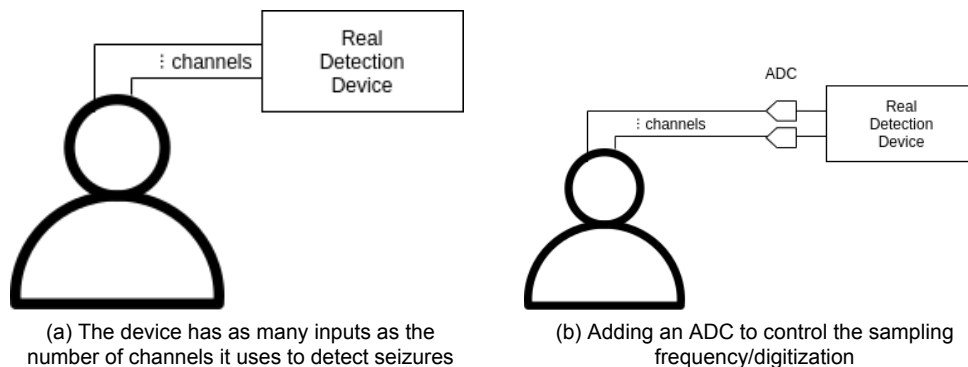 Real
Detection
Device
⋮ channels
(a) The device has as many inputs as the
number of channels it uses to detect seizures
ADC
Real
Detection
Device
⋮ channels
(b) Adding an ADC to control the sampling
frequency/digitization